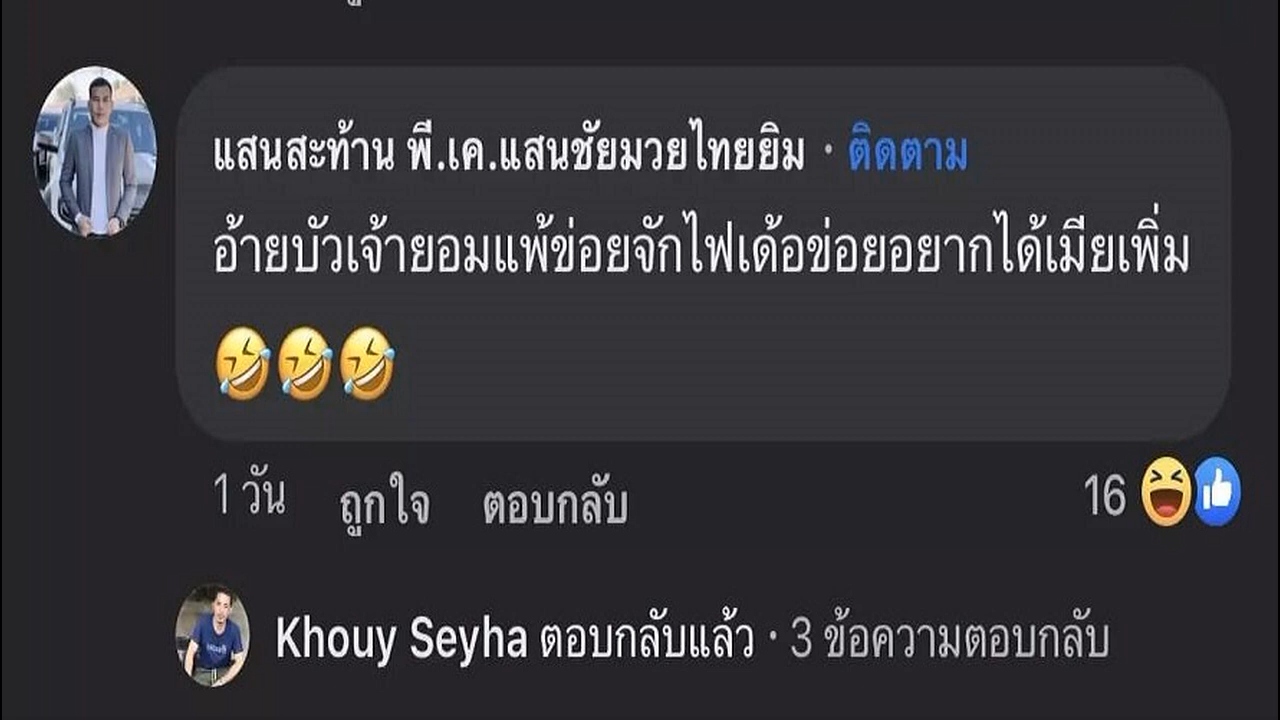 แสนสะท้าน พี.เค.แสนชัยมวยไทยยิม · ติดตาม
อ้ายบัวเจ้ายอมแพ้ข่อยจักไฟเด้อข่อยอยากได้เมียเพิ่ม
🤣🤣🤣
1 วัน ถูกใจ ตอบกลับ 16
Khouy Seyha ตอบกลับแล้ว · 3 ข้อความตอบกลับ